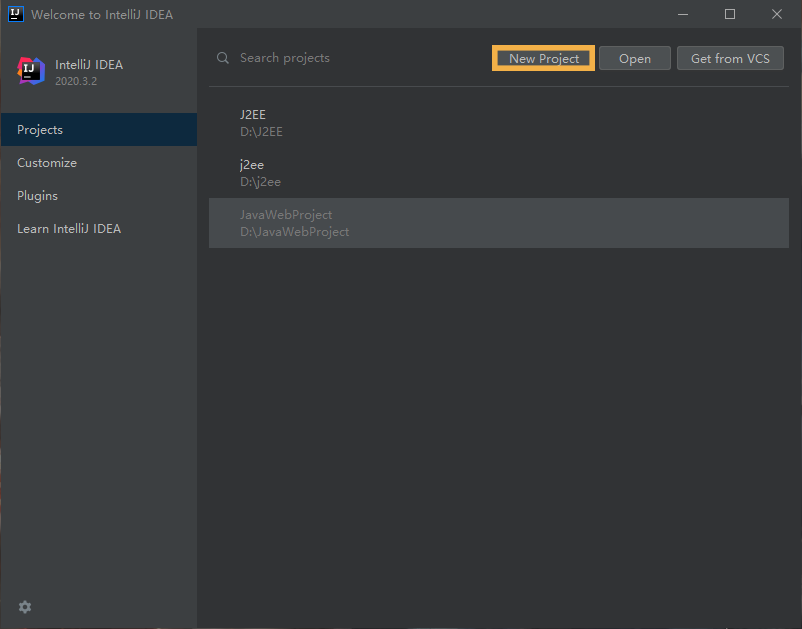 Welcome to IntelliJ IDEA
IntelliJ IDEA
2020.3.2
Search projects
New Project
Open
Get from VCS
Projects
Customize
Plugins
Learn IntelliJ IDEA
J2EE
D:\J2EE
j2ee
D:\j2ee
JavaWebProject
D:\JavaWebProject